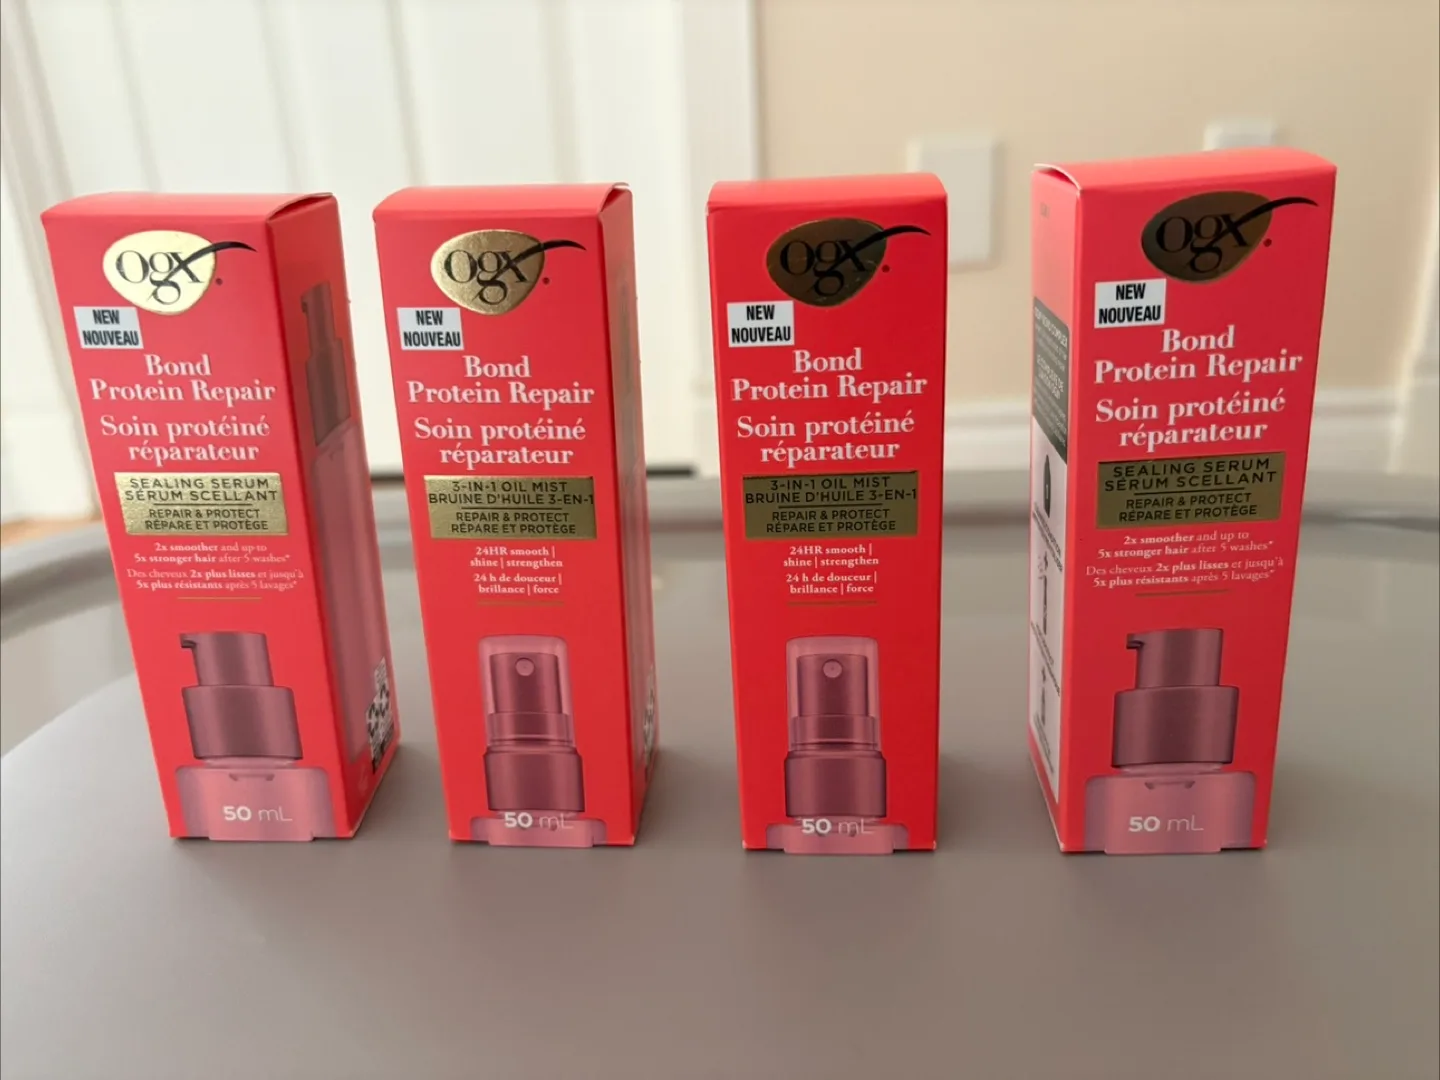 ogx
NEW
NOUVEAU
Bond
Protein Repair
Soin protéiné
réparateur
SEALING SERUM
SÉRUM SCELLANT
REPAIR & PROTECT
RÉPARE ET PROTÈGE
2x smoother and up to
5x stronger hair after 5 washes*
Des cheveux 2x plus lisses et jusqu'à
5x plus résistants après 5 lavages*
50 mL
ogx
NEW
NOUVEAU
Bond
Protein Repair
Soin protéiné
réparateur
3-IN-1 OIL MIST
BRUINE D'HUILE 3-EN-1
REPAIR & PROTECT
RÉPARE ET PROTÈGE
24HR smooth |
shine | strengthen
24 h de douceur |
brillance | force
50 mL
ogx
NEW
NOUVEAU
Bond
Protein Repair
Soin protéiné
réparateur
3-IN-1 OIL MIST
BRUINE D'HUILE 3-EN-1
REPAIR & PROTECT
RÉPARE ET PROTÈGE
24HR smooth |
shine | strengthen
24 h de douceur |
brillance | force
50 mL
ogx
NEW
NOUVEAU
Bond
Protein Repair
Soin protéiné
réparateur
SEALING SERUM
SÉRUM SCELLANT
REPAIR & PROTECT
RÉPARE ET PROTÈGE
2x smoother and up to
5x stronger hair after 5 washes*
Des cheveux 2x plus lisses et jusqu'à
5x plus résistants après 5 lavages*
50 mL